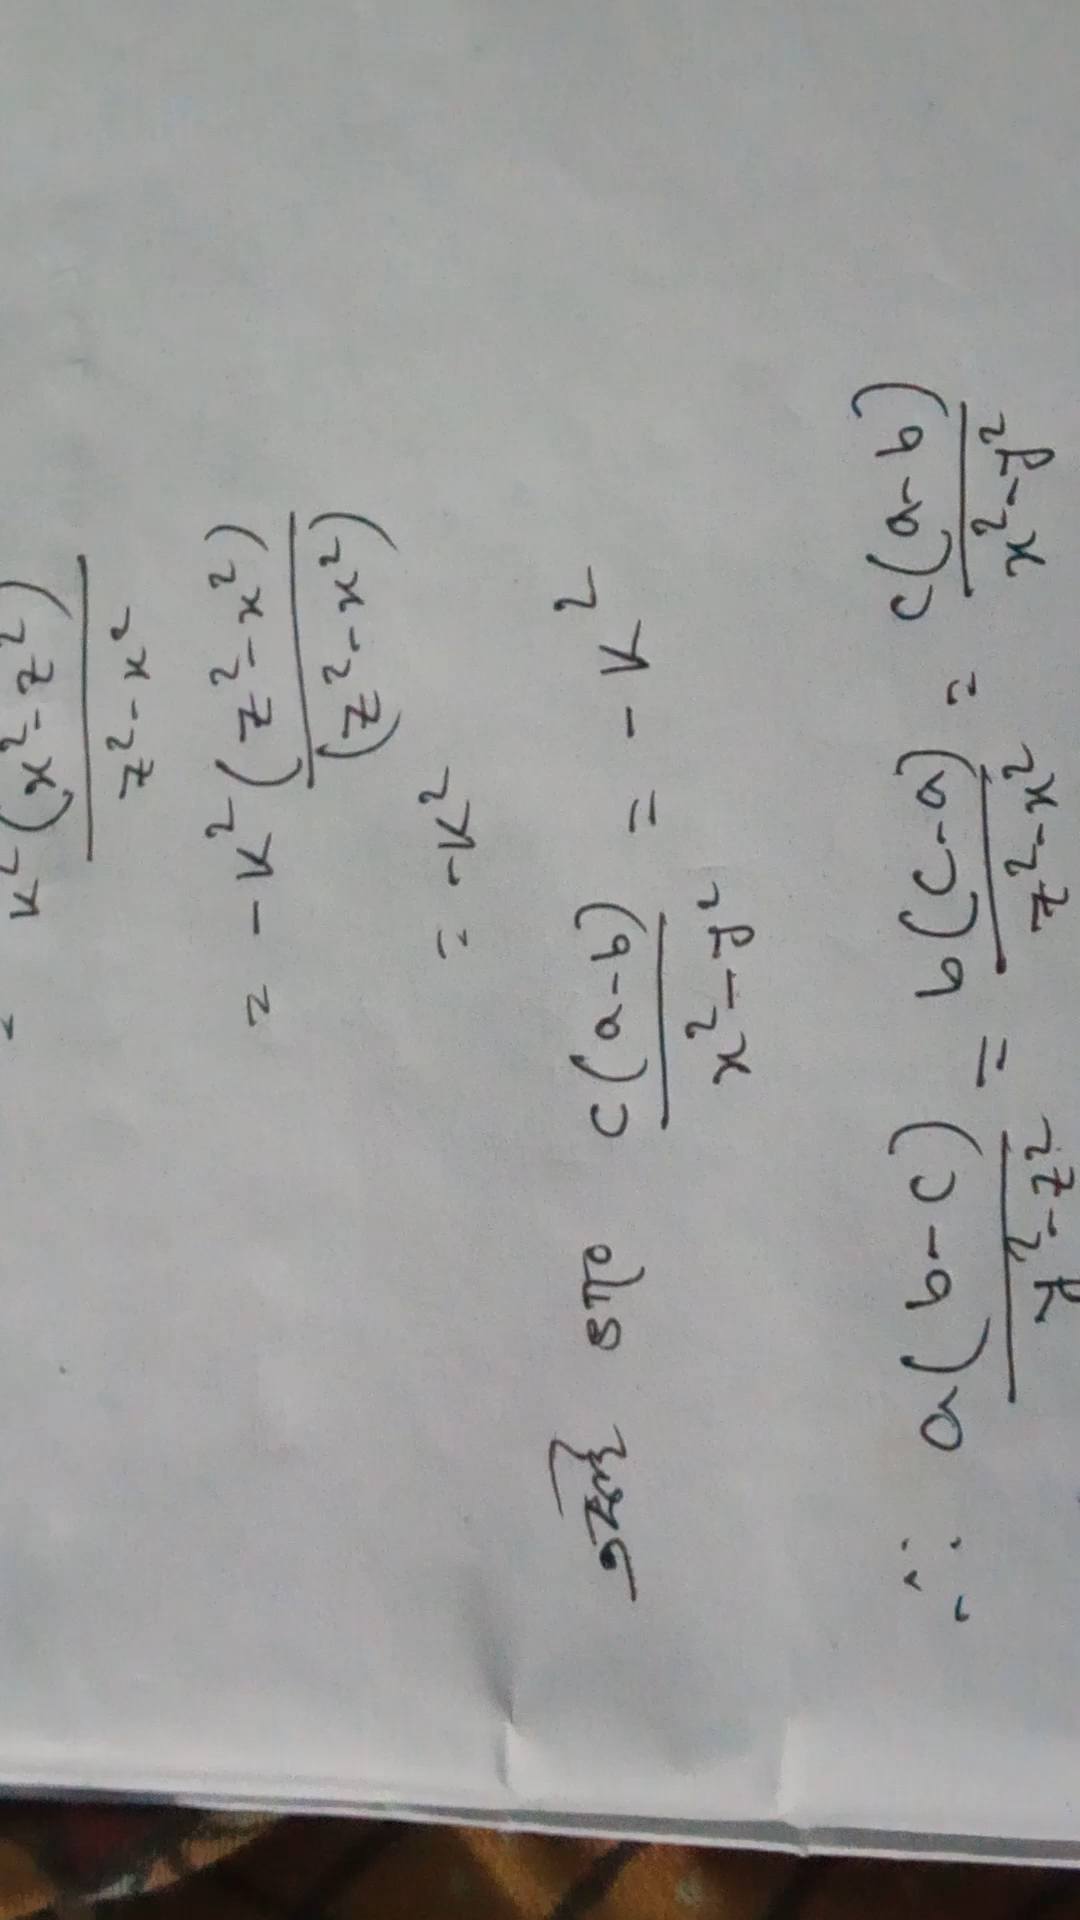 = k²(x²-z²) / z²-x²
= -k² (z²-x²) / (z²-x²)
= -k²
একই ভাবে c(a-b) / x²-y² = -k²
∴ a(b-c) / y²-z² = b(c-a) / z²-x² = c(a-b) / x²-y²